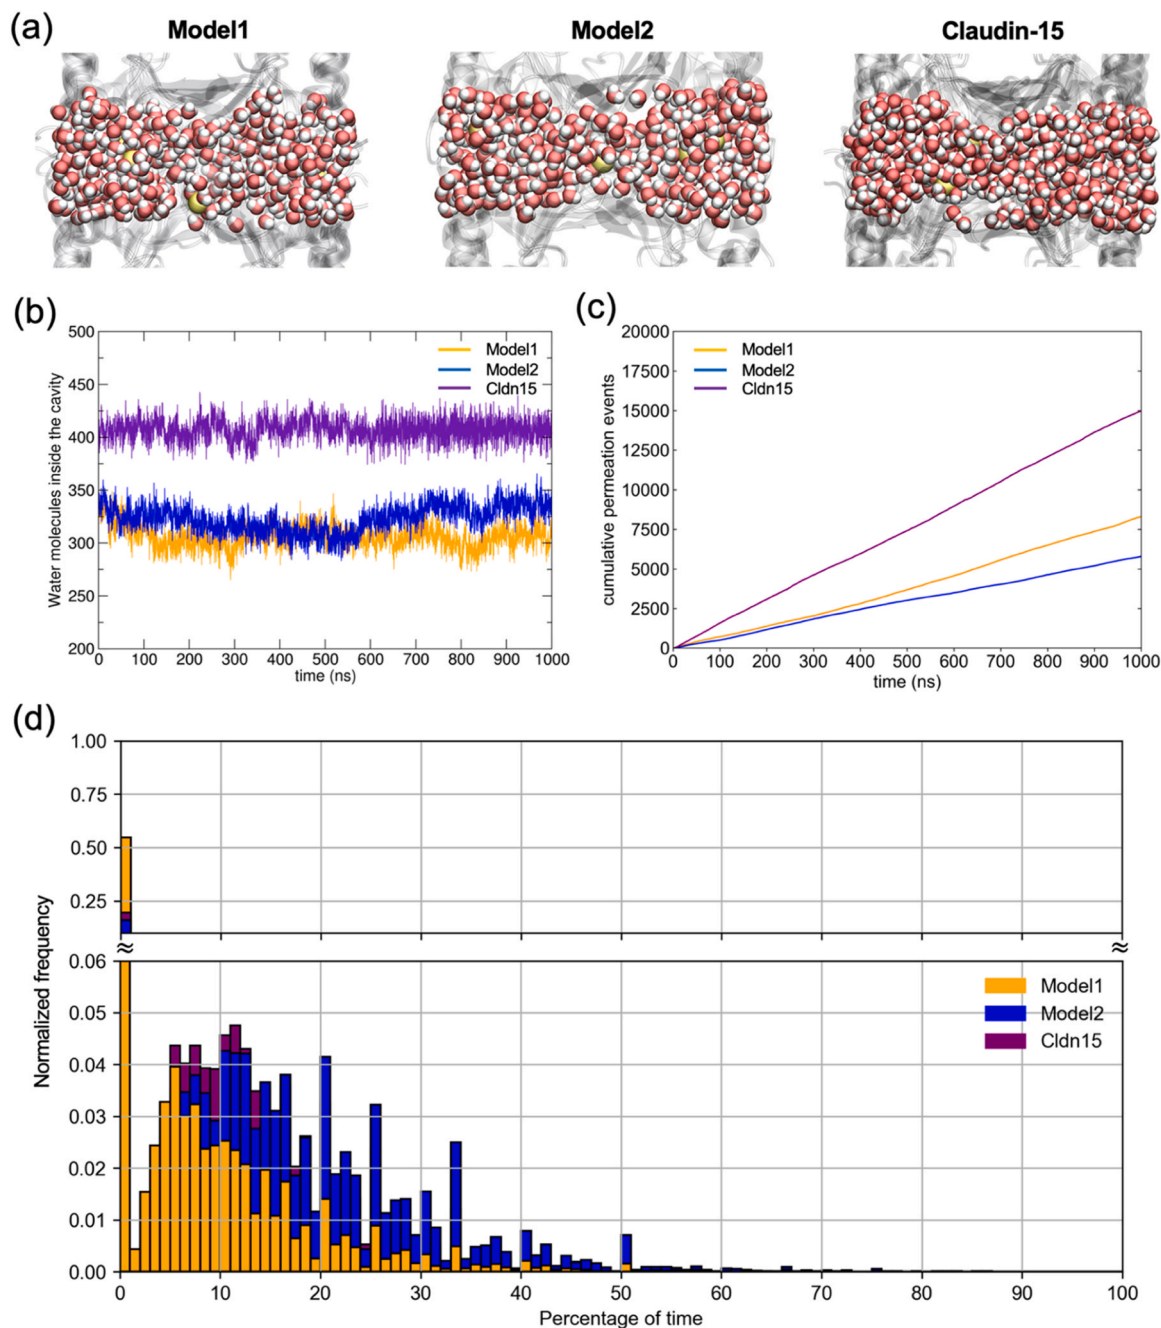 (a) Model1 Model2 Claudin-15
(b)
500
450
400
350
300
250
200
Water molecules inside the cavity
Model1
Model2
Cldn15
0 100 200 300 400 500 600 700 800 900 1000
time (ns)
(c)
20000
17500
15000
12500
10000
7500
5000
2500
0
cumulative permeation events
Model1
Model2
Cldn15
0 100 200 300 400 500 600 700 800 900 1000
time (ns)
(d)
1.00
0.75
0.50
0.25
≈ ≈
0.06
0.05
0.04
0.03
0.02
0.01
0.00
Normalized frequency
Model1
Model2
Cldn15
0 10 20 30 40 50 60 70 80 90 100
Percentage of time